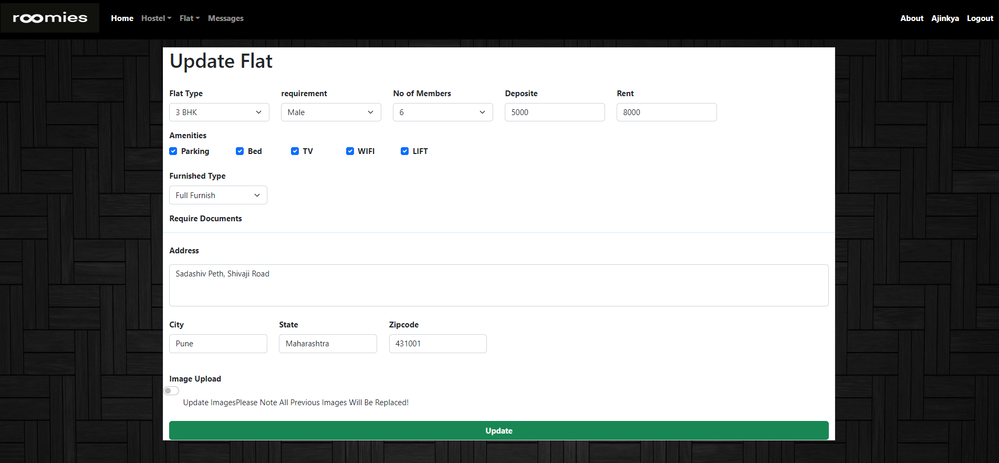 roomies Home Hostel Flat Messages About Ajinkya Logout
Update Flat
Flat Type requirement No of Members Deposite Rent
3 BHK Male 6 5000 8000
Amenities
Parking Bed TV WIFI LIFT
Furnished Type
Full Furnish
Require Documents
Address
Sadashiv Peth, Shivaji Road
City State Zipcode
Pune Maharashtra 431001
Image Upload
Update ImagesPlease Note All Previous Images Will Be Replaced!
Update